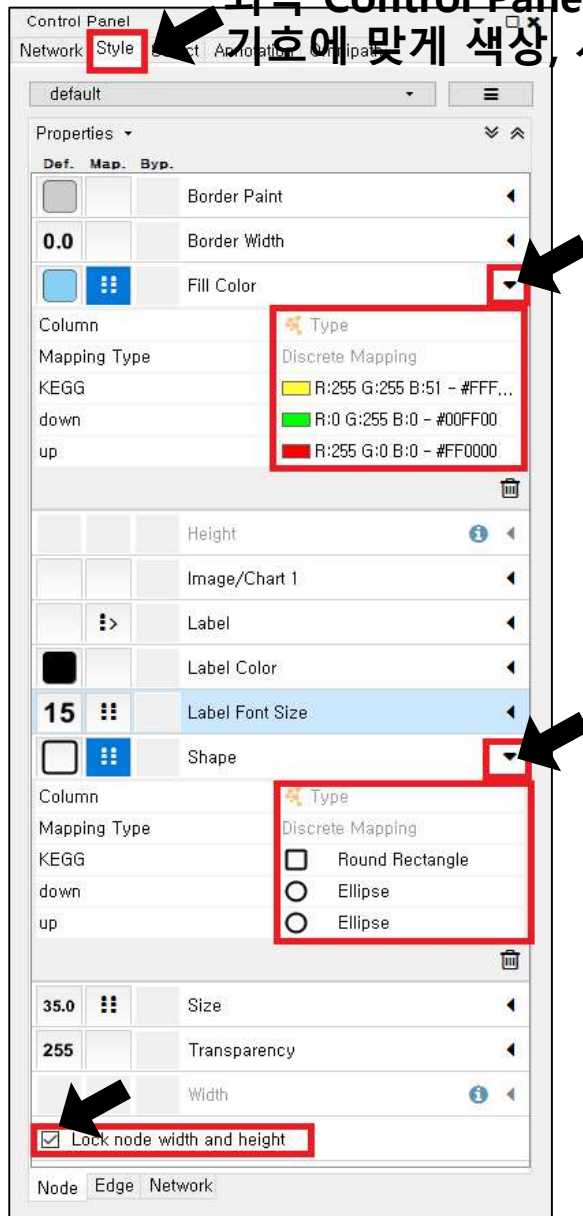 Control Panel
Control Pane
기호에 맞게 색상,
Network Style
default
Properties
Def. Map. Byp.
Border Paint
0.0 Border Width
Fill Color
Column Type
Mapping Type Discrete Mapping
KEGG R:255 G:255 B:51 - #FFF...
down R:0 G:255 B:0 - #00FF00
up R:255 G:0 B:0 - #FF0000
Height
Image/Chart 1
Label
Label Color
15 Label Font Size
Shape
Column Type
Mapping Type Discrete Mapping
KEGG Round Rectangle
down Ellipse
up Ellipse
35.0 Size
255 Transparency
Width
Lock node width and height
Node Edge Network